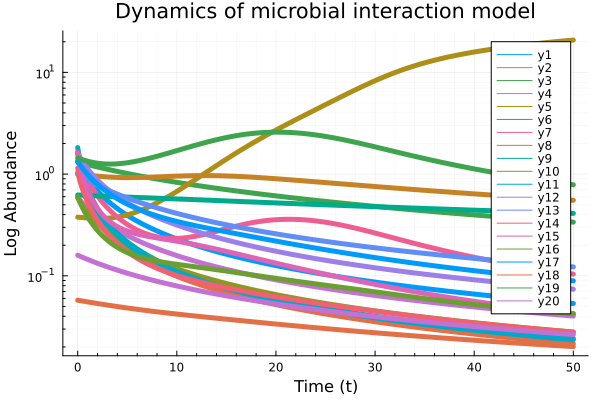 Dynamics of microbial interaction model
Log Abundance
10¹
10⁰
10⁻¹
0 10 20 30 40 50
Time (t)
y1
y2
y3
y4
y5
y6
y7
y8
y9
y10
y11
y12
y13
y14
y15
y16
y17
y18
y19
y20